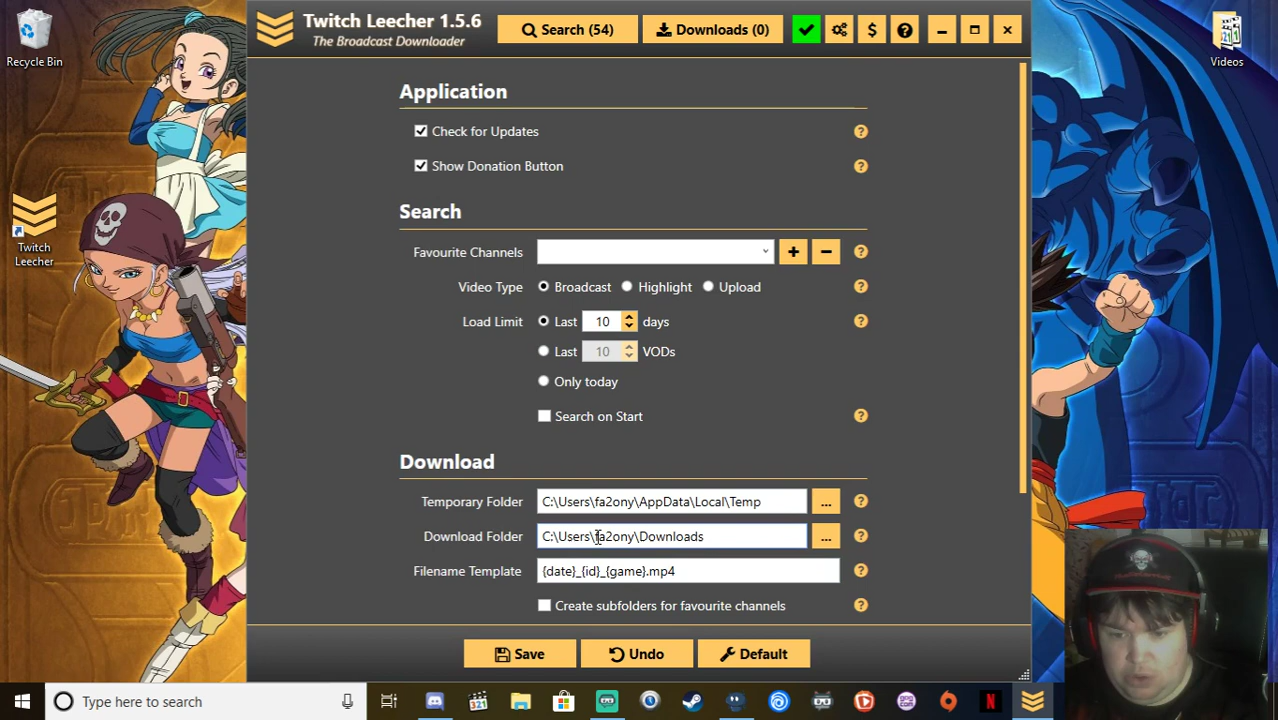 Recycle Bin
Twitch Leecher 1.5.6
The Broadcast Downloader
Search (54)
Downloads (0)
$
?
Videos
Application
Check for Updates
?
Show Donation Button
?
Search
Favourite Channels
+
−
?
Video Type
Broadcast
Highlight
Upload
?
Load Limit
Last 10 days
?
Last 10 VODs
Only today
Search on Start
?
Twitch
Leecher
Download
Temporary Folder
C:\Users\fa2ony\AppData\Local\Temp
...
?
Download Folder
C:\Users\fa2ony\Downloads
...
?
Filename Template
{date}_{id}_{game}.mp4
?
Create subfolders for favourite channels
?
Save
Undo
Default
Type here to search
321
N